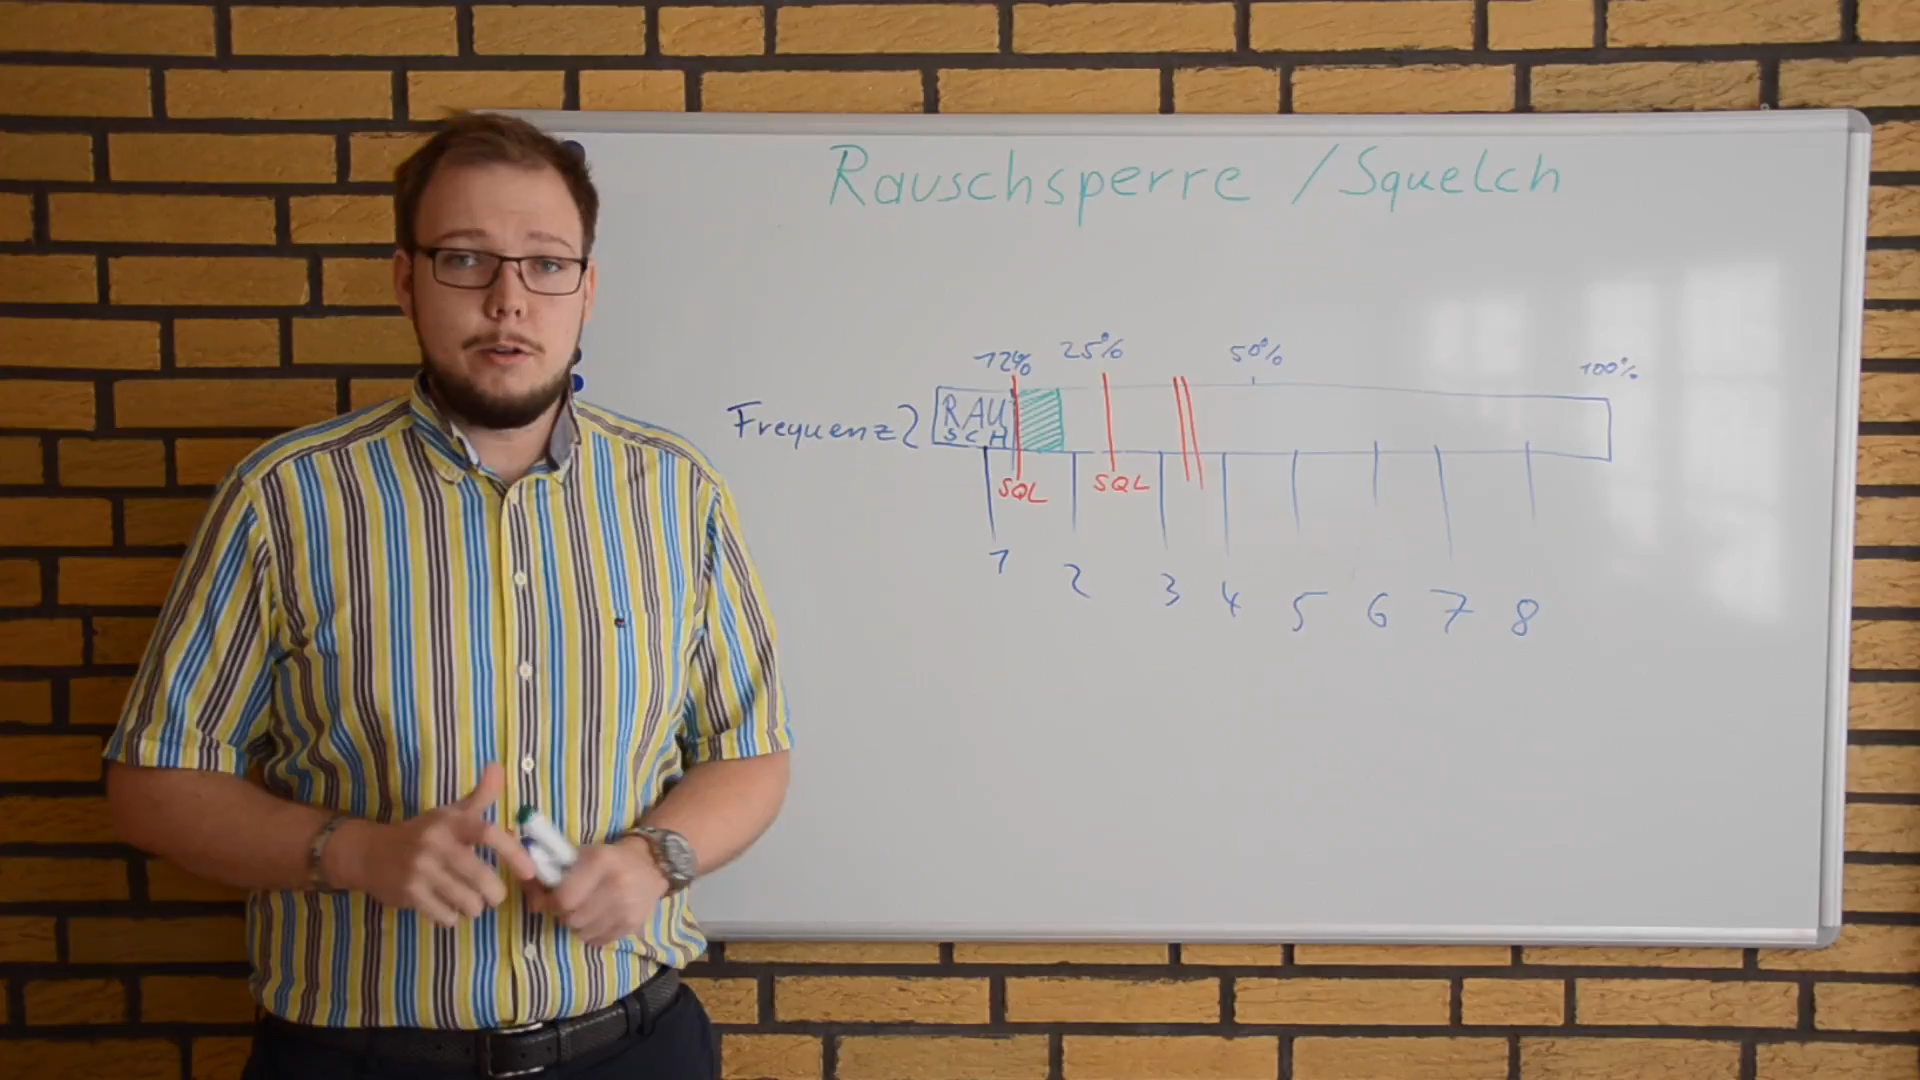 Rauschsperre / Squelch
12% 25% 50% 100%
Frequenz 2 RAU
SCH
SQL SQL
1 2 3 4 5 6 7 8